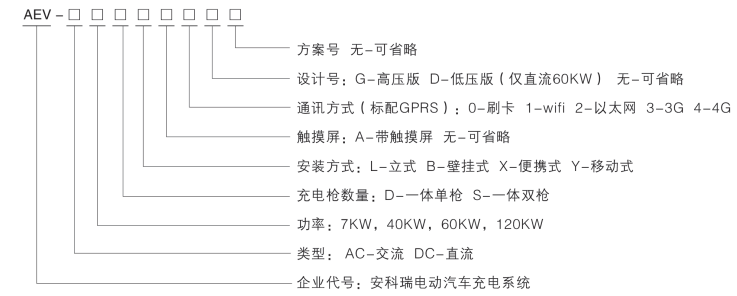 AEV-□ □ □ □ □ □ □ □
方案号 无-可省略
设计号：G-高压版 D-低压版（仅直流60KW） 无-可省略
通讯方式（标配GPRS）：0-刷卡 1-wifi 2-以太网 3-3G 4-4G
触摸屏：A-带触摸屏 无-可省略
安装方式：L-立式 B-壁挂式 X-便携式 Y-移动式
充电枪数量：D-一体单枪 S-一体双枪
功率：7KW，40KW，60KW，120KW
类型： AC-交流 DC-直流
企业代号：安科瑞电动汽车充电系统